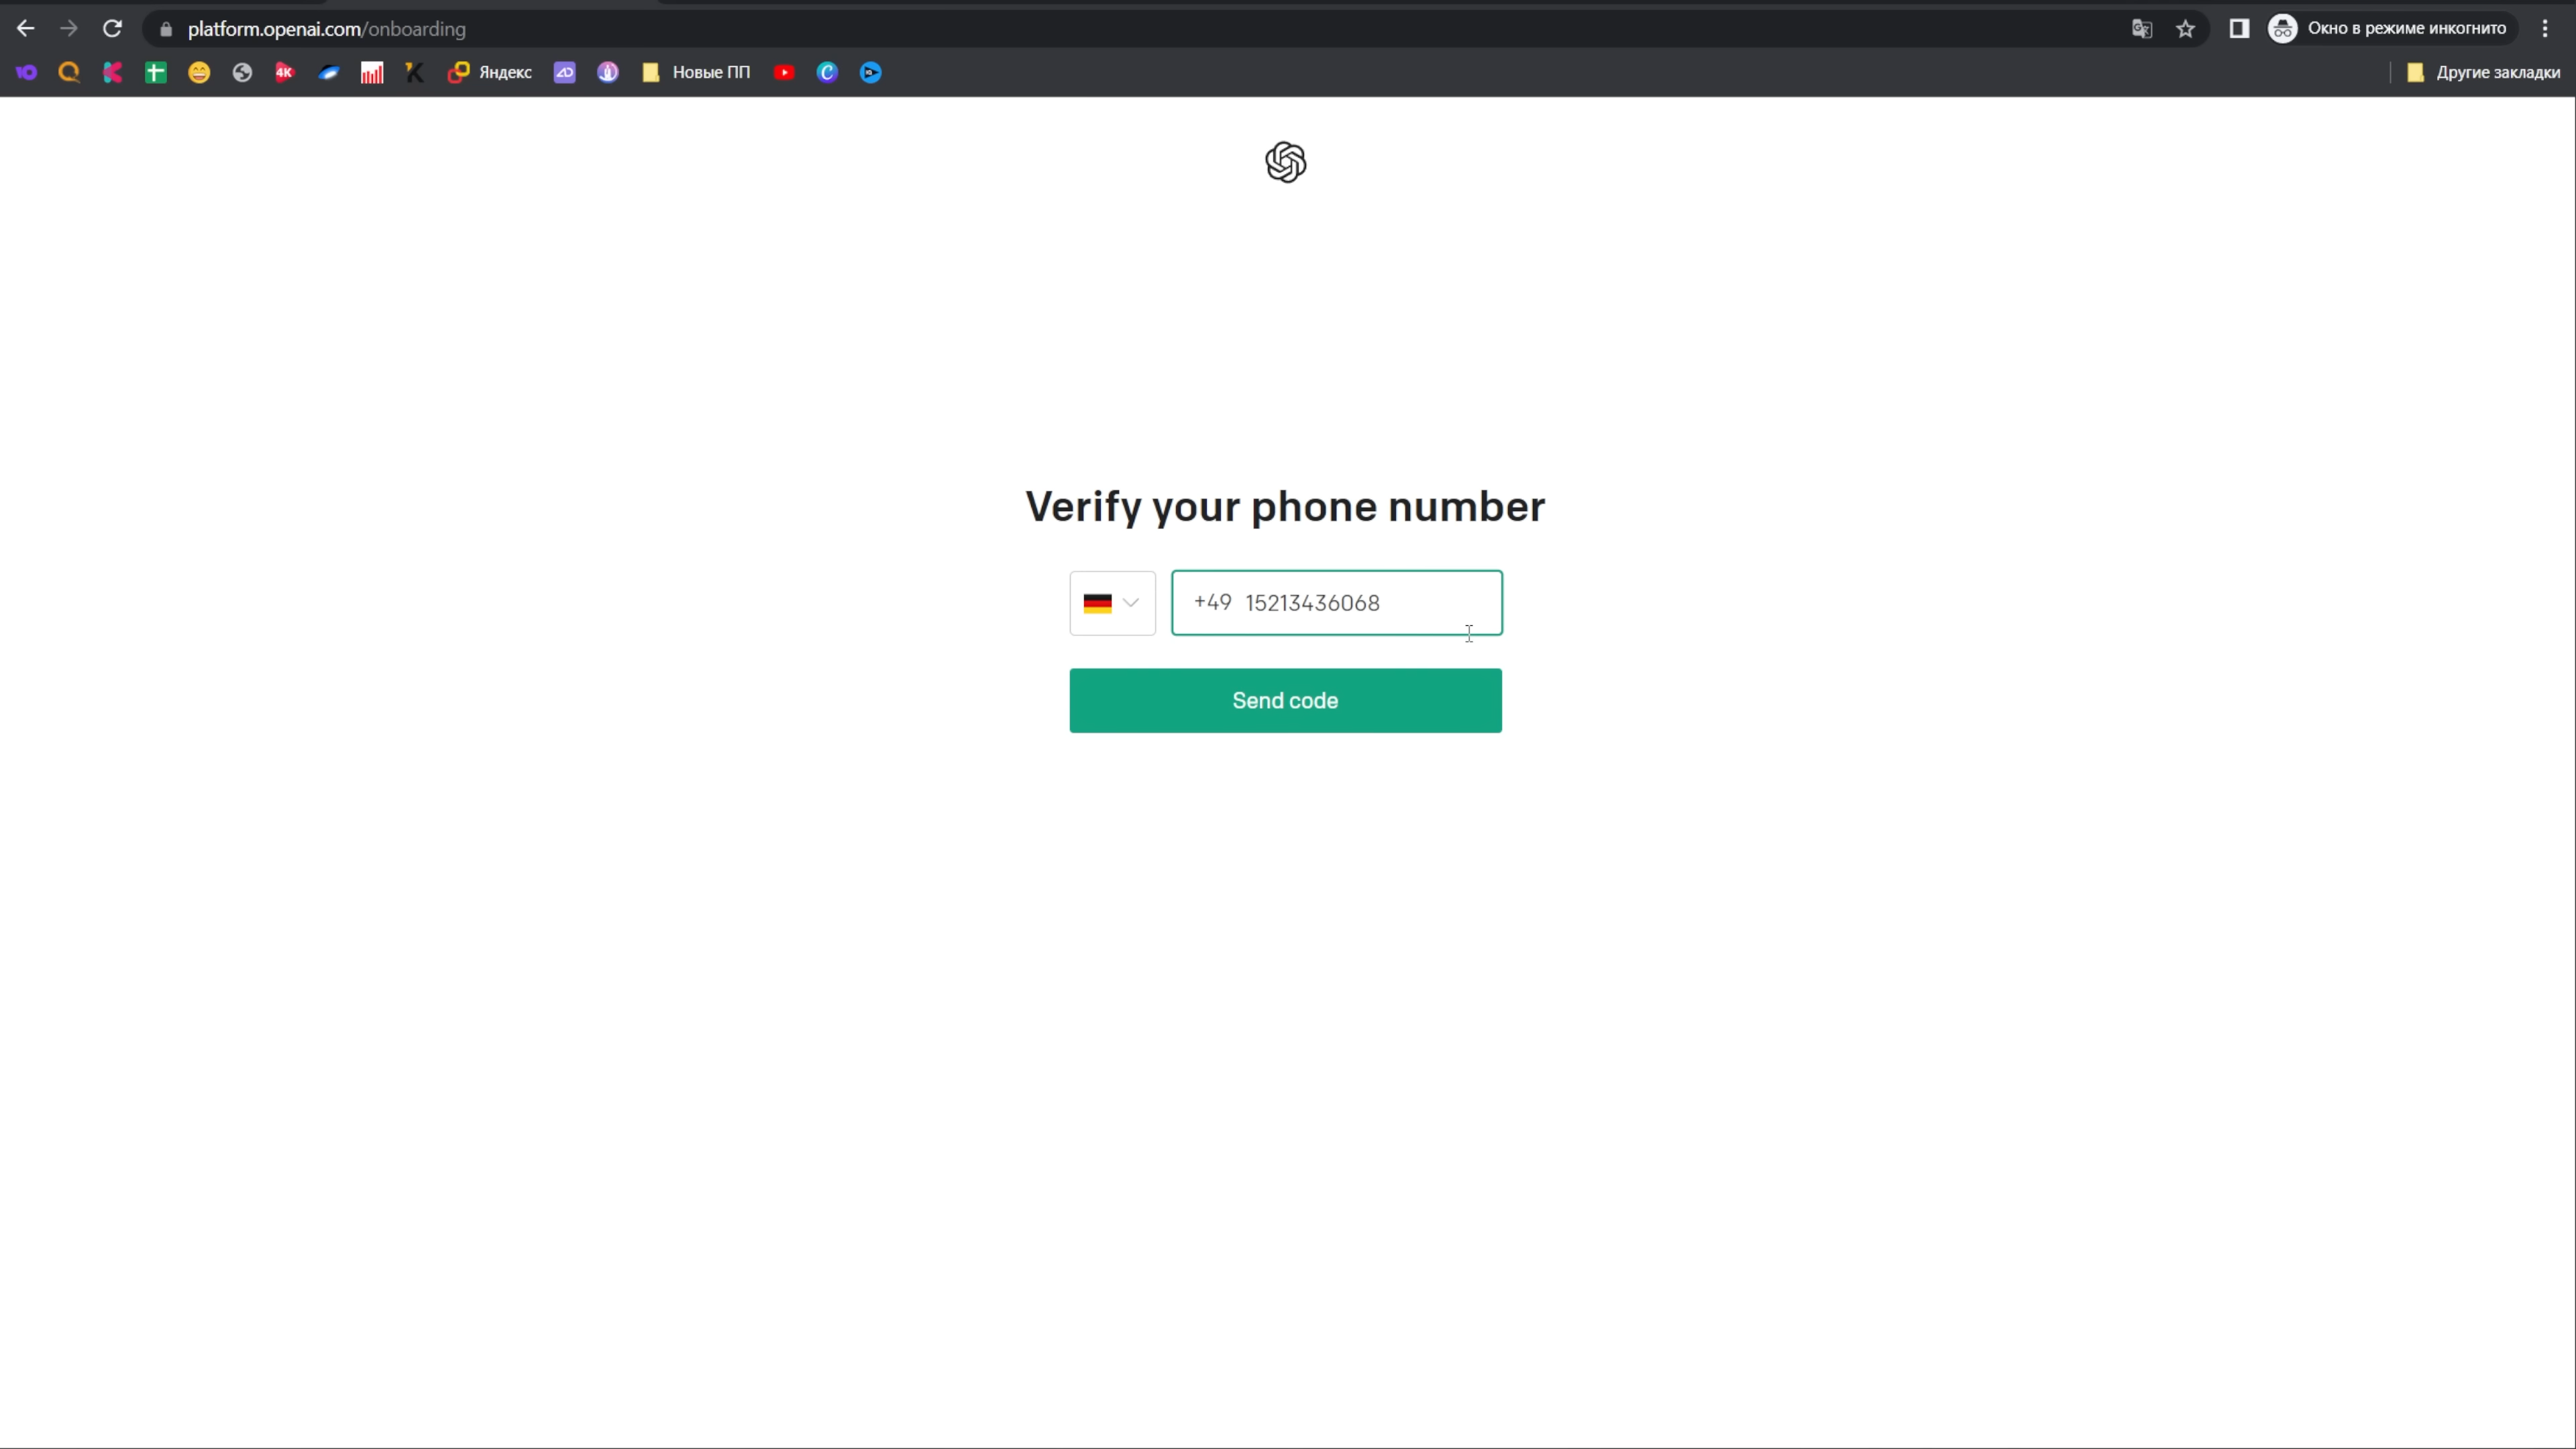 platform.openai.com/onboarding
Окно в режиме инкогнито
4K
Яндекс
Новые ПП
Другие закладки
Verify your phone number
+49 15213436068
Send code